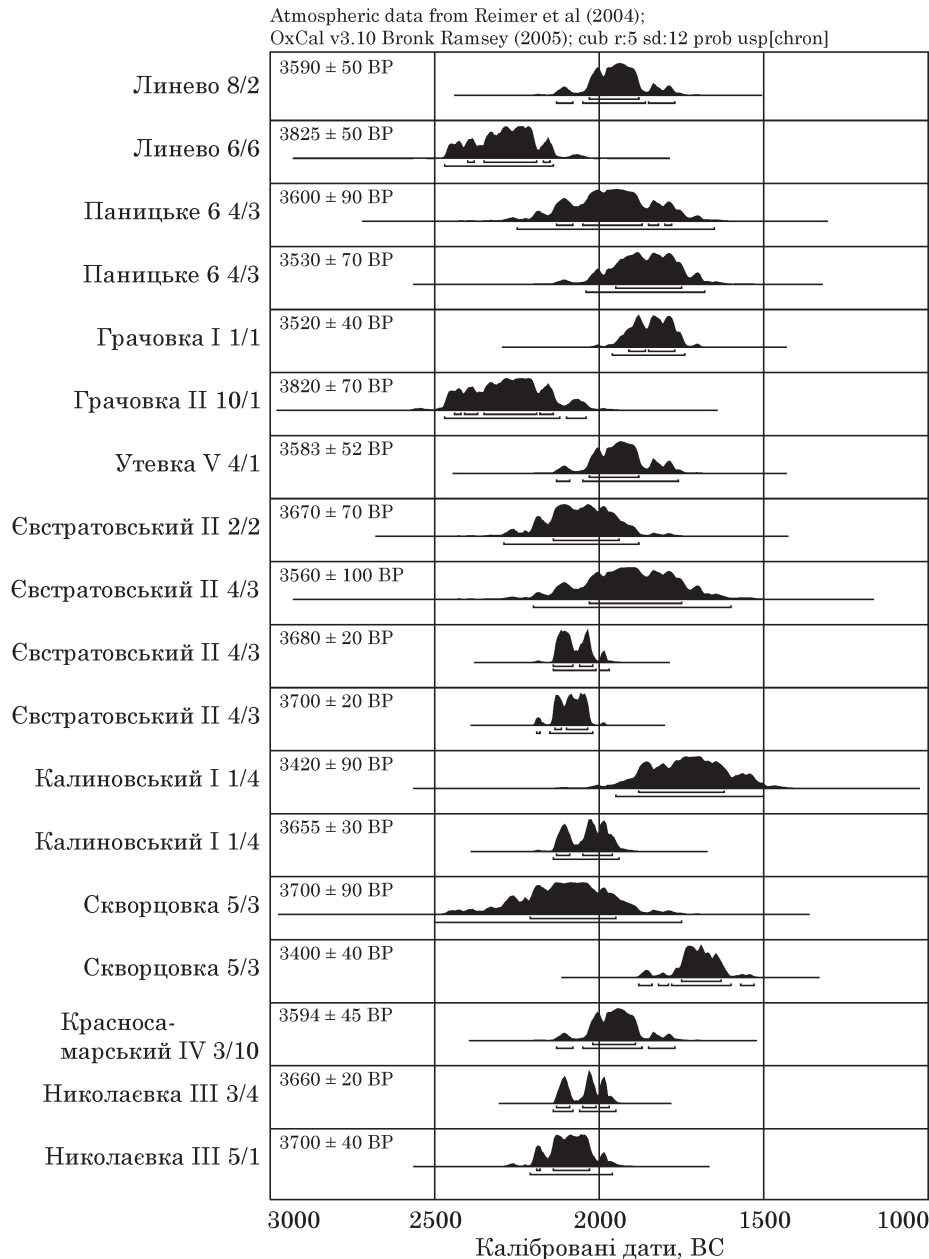 Atmospheric data from Reimer et al (2004);
OxCal v3.10 Bronk Ramsey (2005); cub r:5 sd:12 prob usp[chron]
Линево 8/2 3590 ± 50 BP
Линево 6/6 3825 ± 50 BP
Паницьке 6 4/3 3600 ± 90 BP
Паницьке 6 4/3 3530 ± 70 BP
Грачовка I 1/1 3520 ± 40 BP
Грачовка II 10/1 3820 ± 70 BP
Утевка V 4/1 3583 ± 52 BP
Євстратовський II 2/2 3670 ± 70 BP
Євстратовський II 4/3 3560 ± 100 BP
Євстратовський II 4/3 3680 ± 20 BP
Євстратовський II 4/3 3700 ± 20 BP
Калиновський I 1/4 3420 ± 90 BP
Калиновський I 1/4 3655 ± 30 BP
Скворцовка 5/3 3700 ± 90 BP
Скворцовка 5/3 3400 ± 40 BP
Красноса-
марський IV 3/10 3594 ± 45 BP
Николаєвка III 3/4 3660 ± 20 BP
Николаєвка III 5/1 3700 ± 40 BP
3000 2500 2000 1500 1000
Калібровані дати, ВС